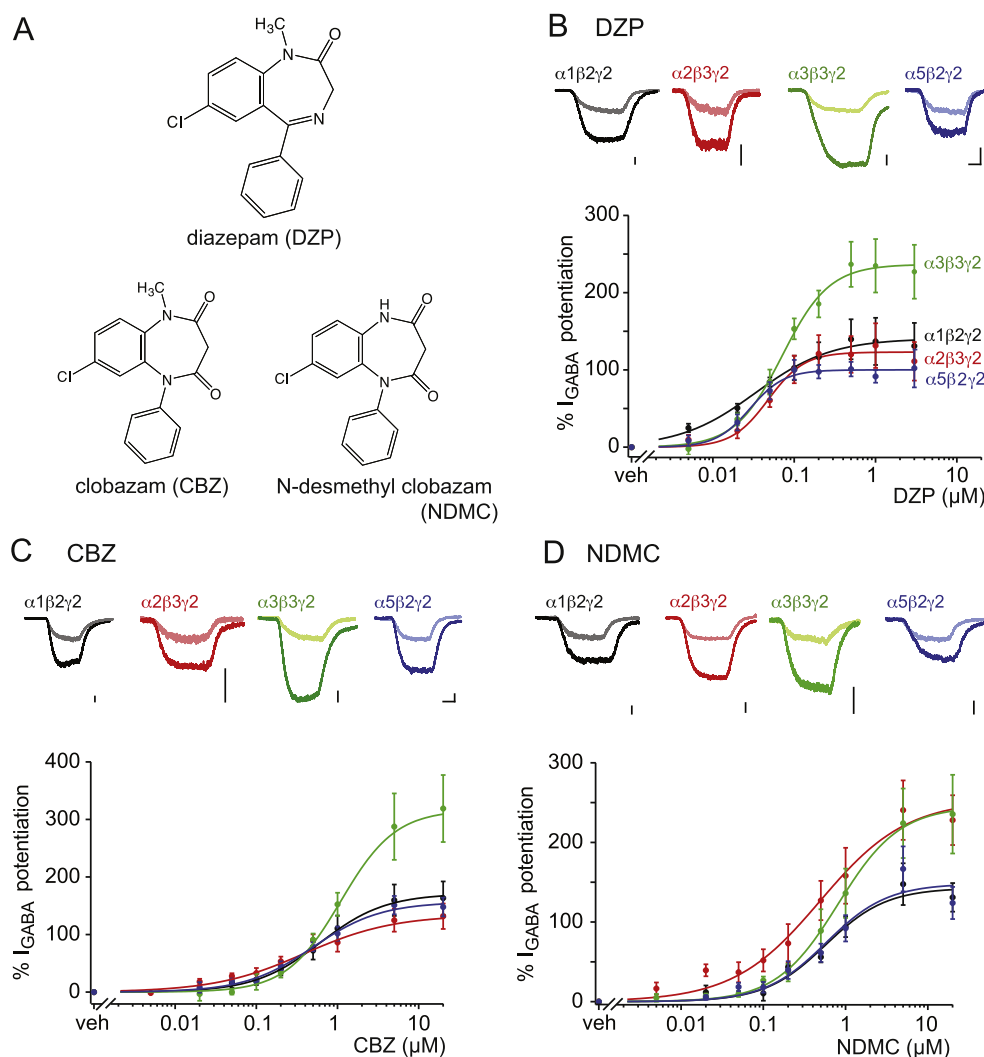 A
H₃C
N
O
Cl
N
diazepam (DZP)
H₃C
N
O
Cl
N
O
clobazam (CBZ)
H
N
O
Cl
N
O
N-desmethyl clobazam
(NDMC)
B DZP
α1β2γ2 α2β3γ2 α3β3γ2 α5β2γ2
% I_GABA potentiation
300
200
100
0
α3β3γ2
α1β2γ2
α2β3γ2
α5β2γ2
veh 0.01 0.1 1 10
DZP (µM)
C CBZ
α1β2γ2 α2β3γ2 α3β3γ2 α5β2γ2
% I_GABA potentiation
400
300
200
100
0
veh 0.01 0.1 1 10
CBZ (µM)
D NDMC
α1β2γ2 α2β3γ2 α3β3γ2 α5β2γ2
% I_GABA potentiation
300
200
100
0
veh 0.01 0.1 1 10
NDMC (µM)